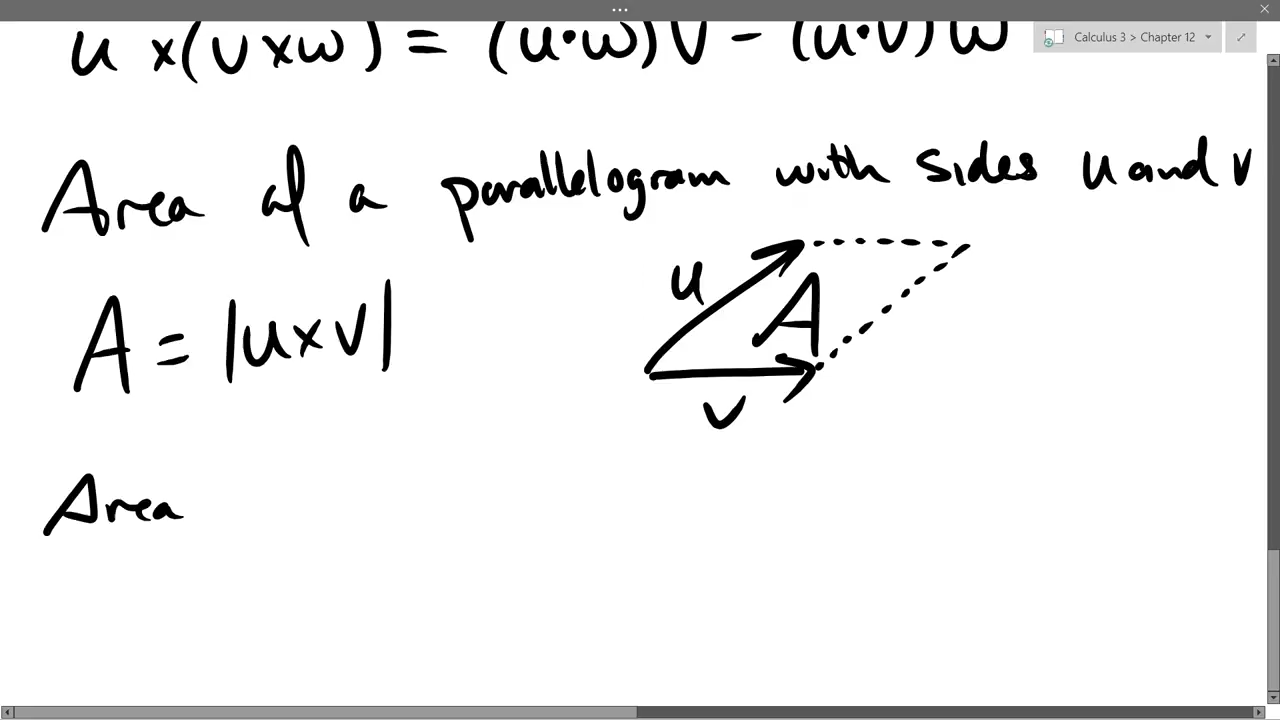 ...
Calculus 3 > Chapter 12
u ×(v×w) = (u•w)v - (u•v)w
Area of a parallelogram with sides u and v
A = |u×v|
u
A
v
Area